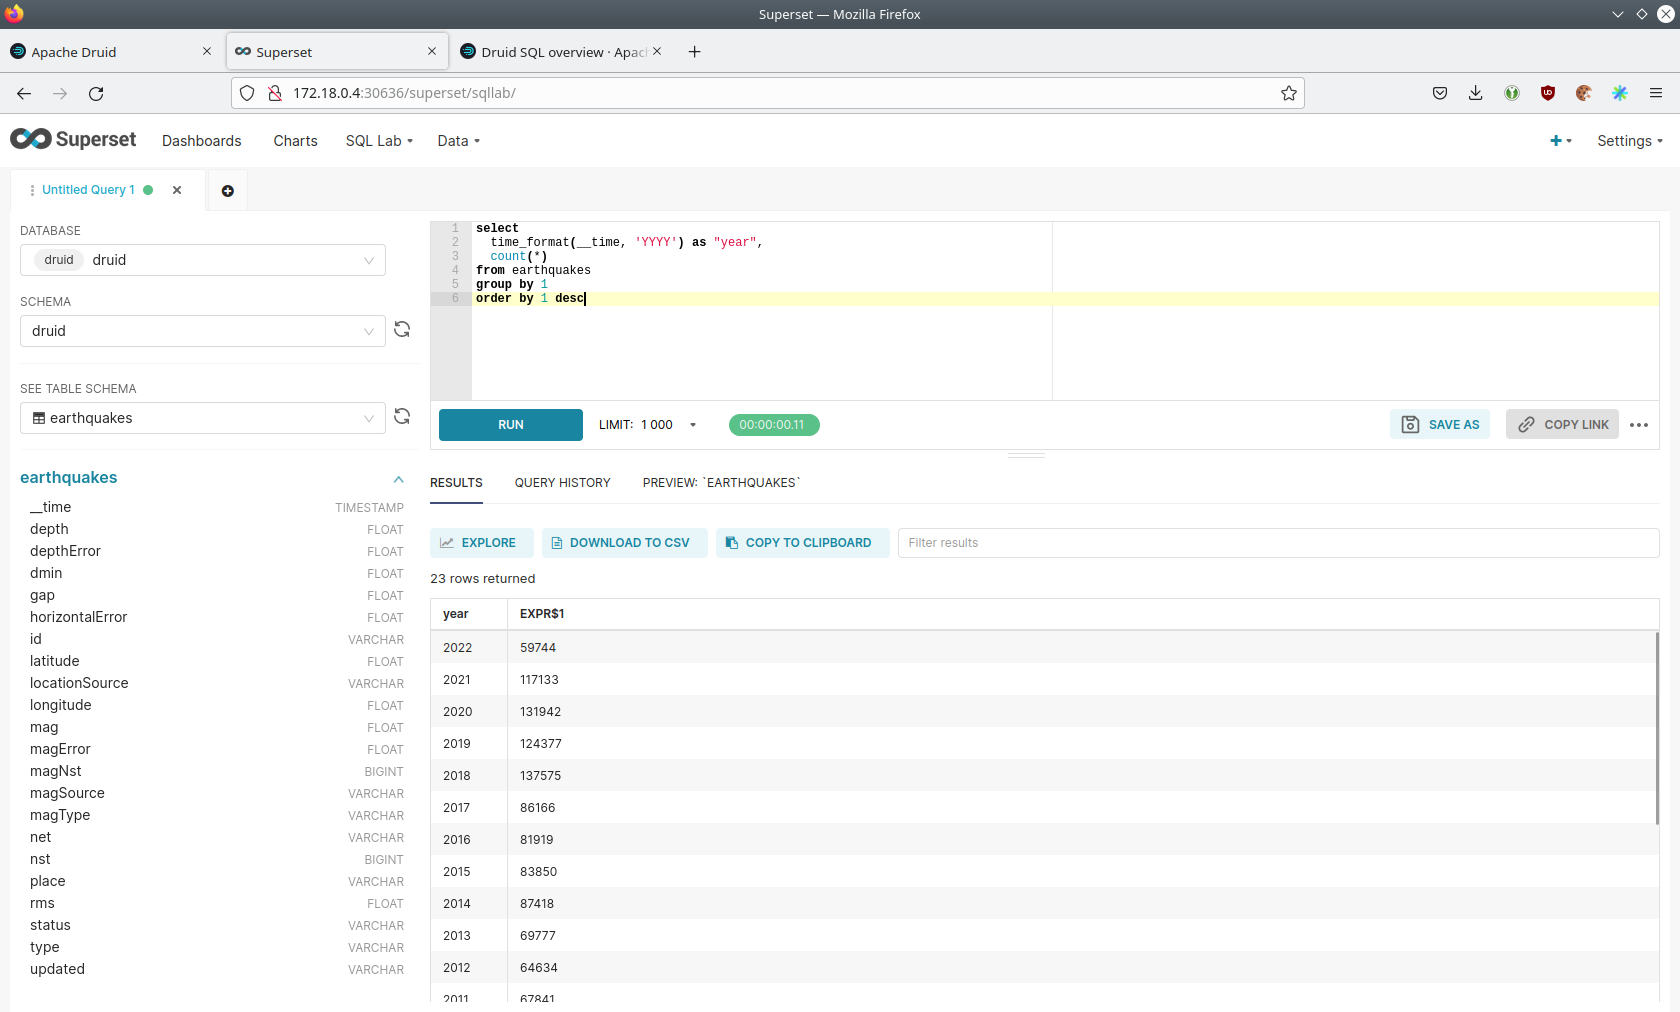 Superset — Mozilla Firefox
Apache Druid
Superset
Druid SQL overview · Apac
172.18.0.4:30636/superset/sqllab/
Superset Dashboards Charts SQL Lab Data Settings
Untitled Query 1
DATABASE
druid druid
SCHEMA
druid
SEE TABLE SCHEMA
earthquakes
earthquakes
__time TIMESTAMP
depth FLOAT
depthError FLOAT
dmin FLOAT
gap FLOAT
horizontalError FLOAT
id VARCHAR
latitude FLOAT
locationSource VARCHAR
longitude FLOAT
mag FLOAT
magError FLOAT
magNst BIGINT
magSource VARCHAR
magType VARCHAR
net VARCHAR
nst BIGINT
place VARCHAR
rms FLOAT
status VARCHAR
type VARCHAR
updated VARCHAR
1 select
2 time_format(__time, 'YYYY') as "year",
3 count(*)
4 from earthquakes
5 group by 1
6 order by 1 desc
RUN LIMIT: 1 000 00:00:00.11 SAVE AS COPY LINK
RESULTS QUERY HISTORY PREVIEW: `EARTHQUAKES`
EXPLORE DOWNLOAD TO CSV COPY TO CLIPBOARD Filter results
23 rows returned
year EXPR$1
2022 59744
2021 117133
2020 131942
2019 124377
2018 137575
2017 86166
2016 81919
2015 83850
2014 87418
2013 69777
2012 64634
2011 67841